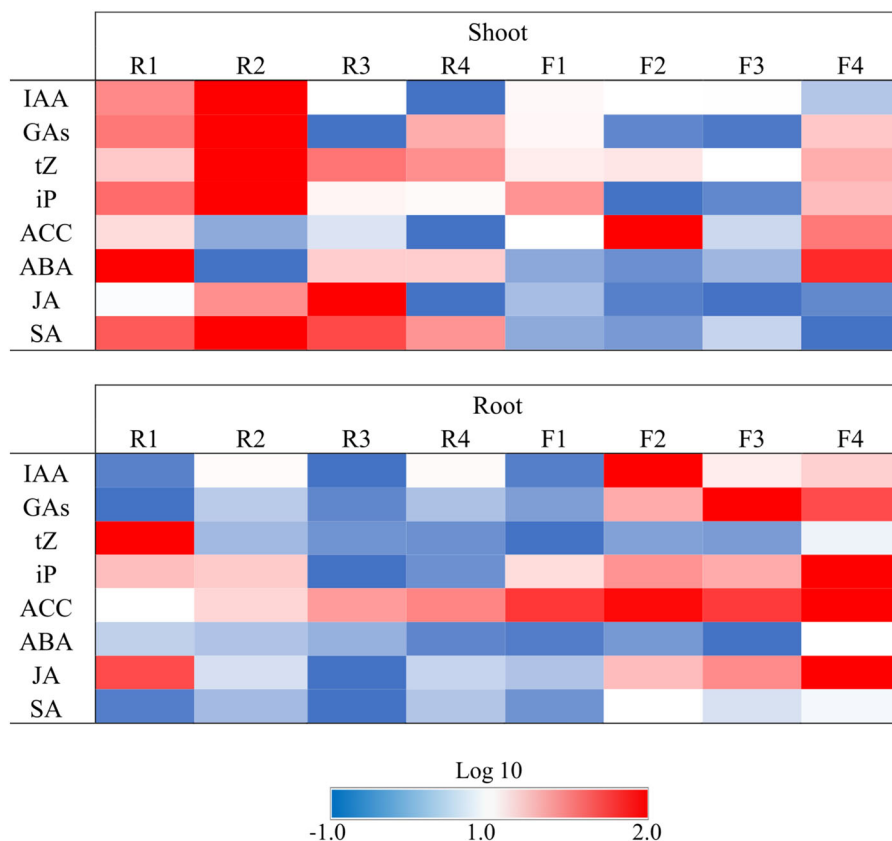 Shoot
R1 R2 R3 R4 F1 F2 F3 F4
IAA
GAs
tZ
iP
ACC
ABA
JA
SA
Root
R1 R2 R3 R4 F1 F2 F3 F4
IAA
GAs
tZ
iP
ACC
ABA
JA
SA
Log 10
-1.0 1.0 2.0